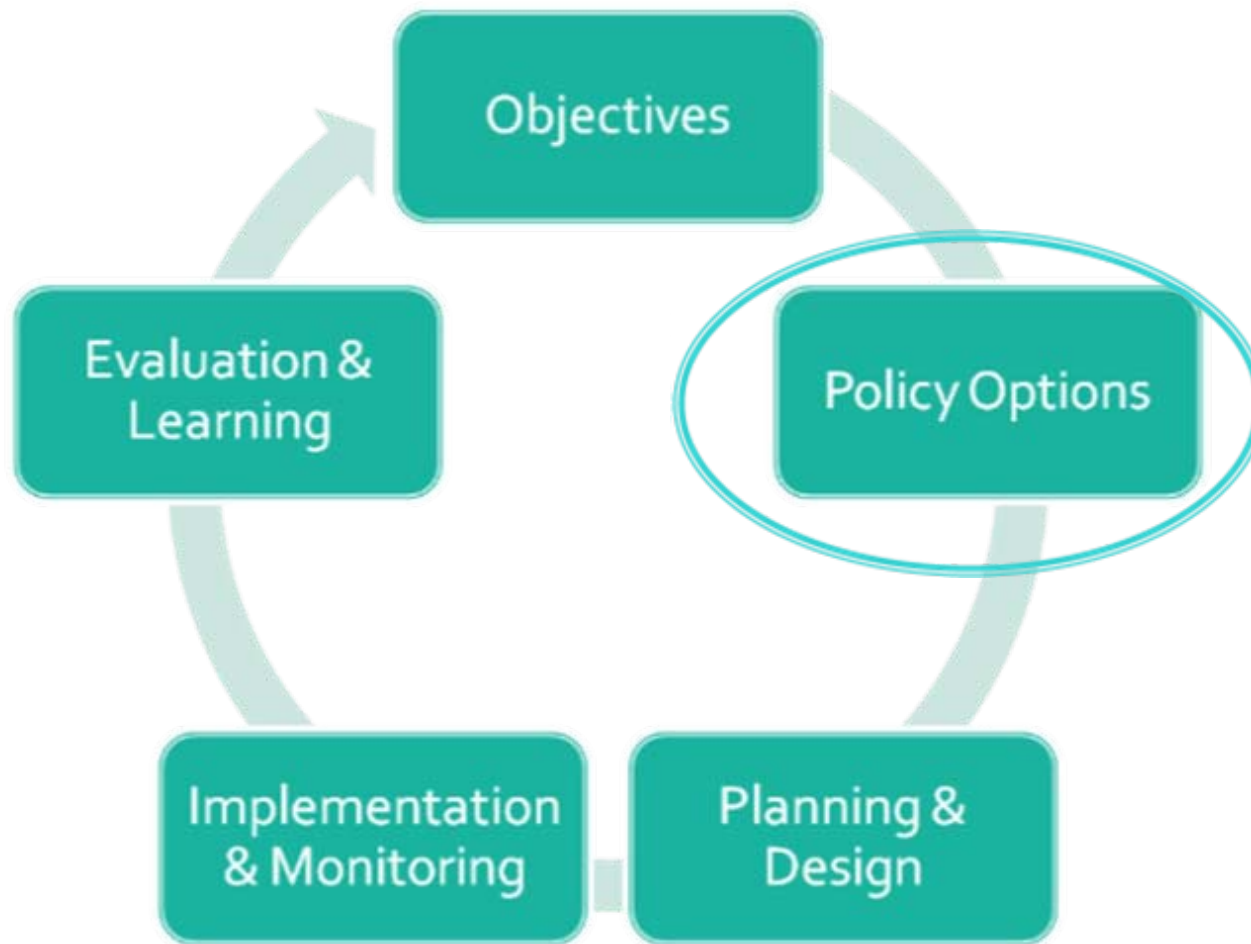 Objectives
Policy Options
Planning &
Design
Implementation
& Monitoring
Evaluation &
Learning